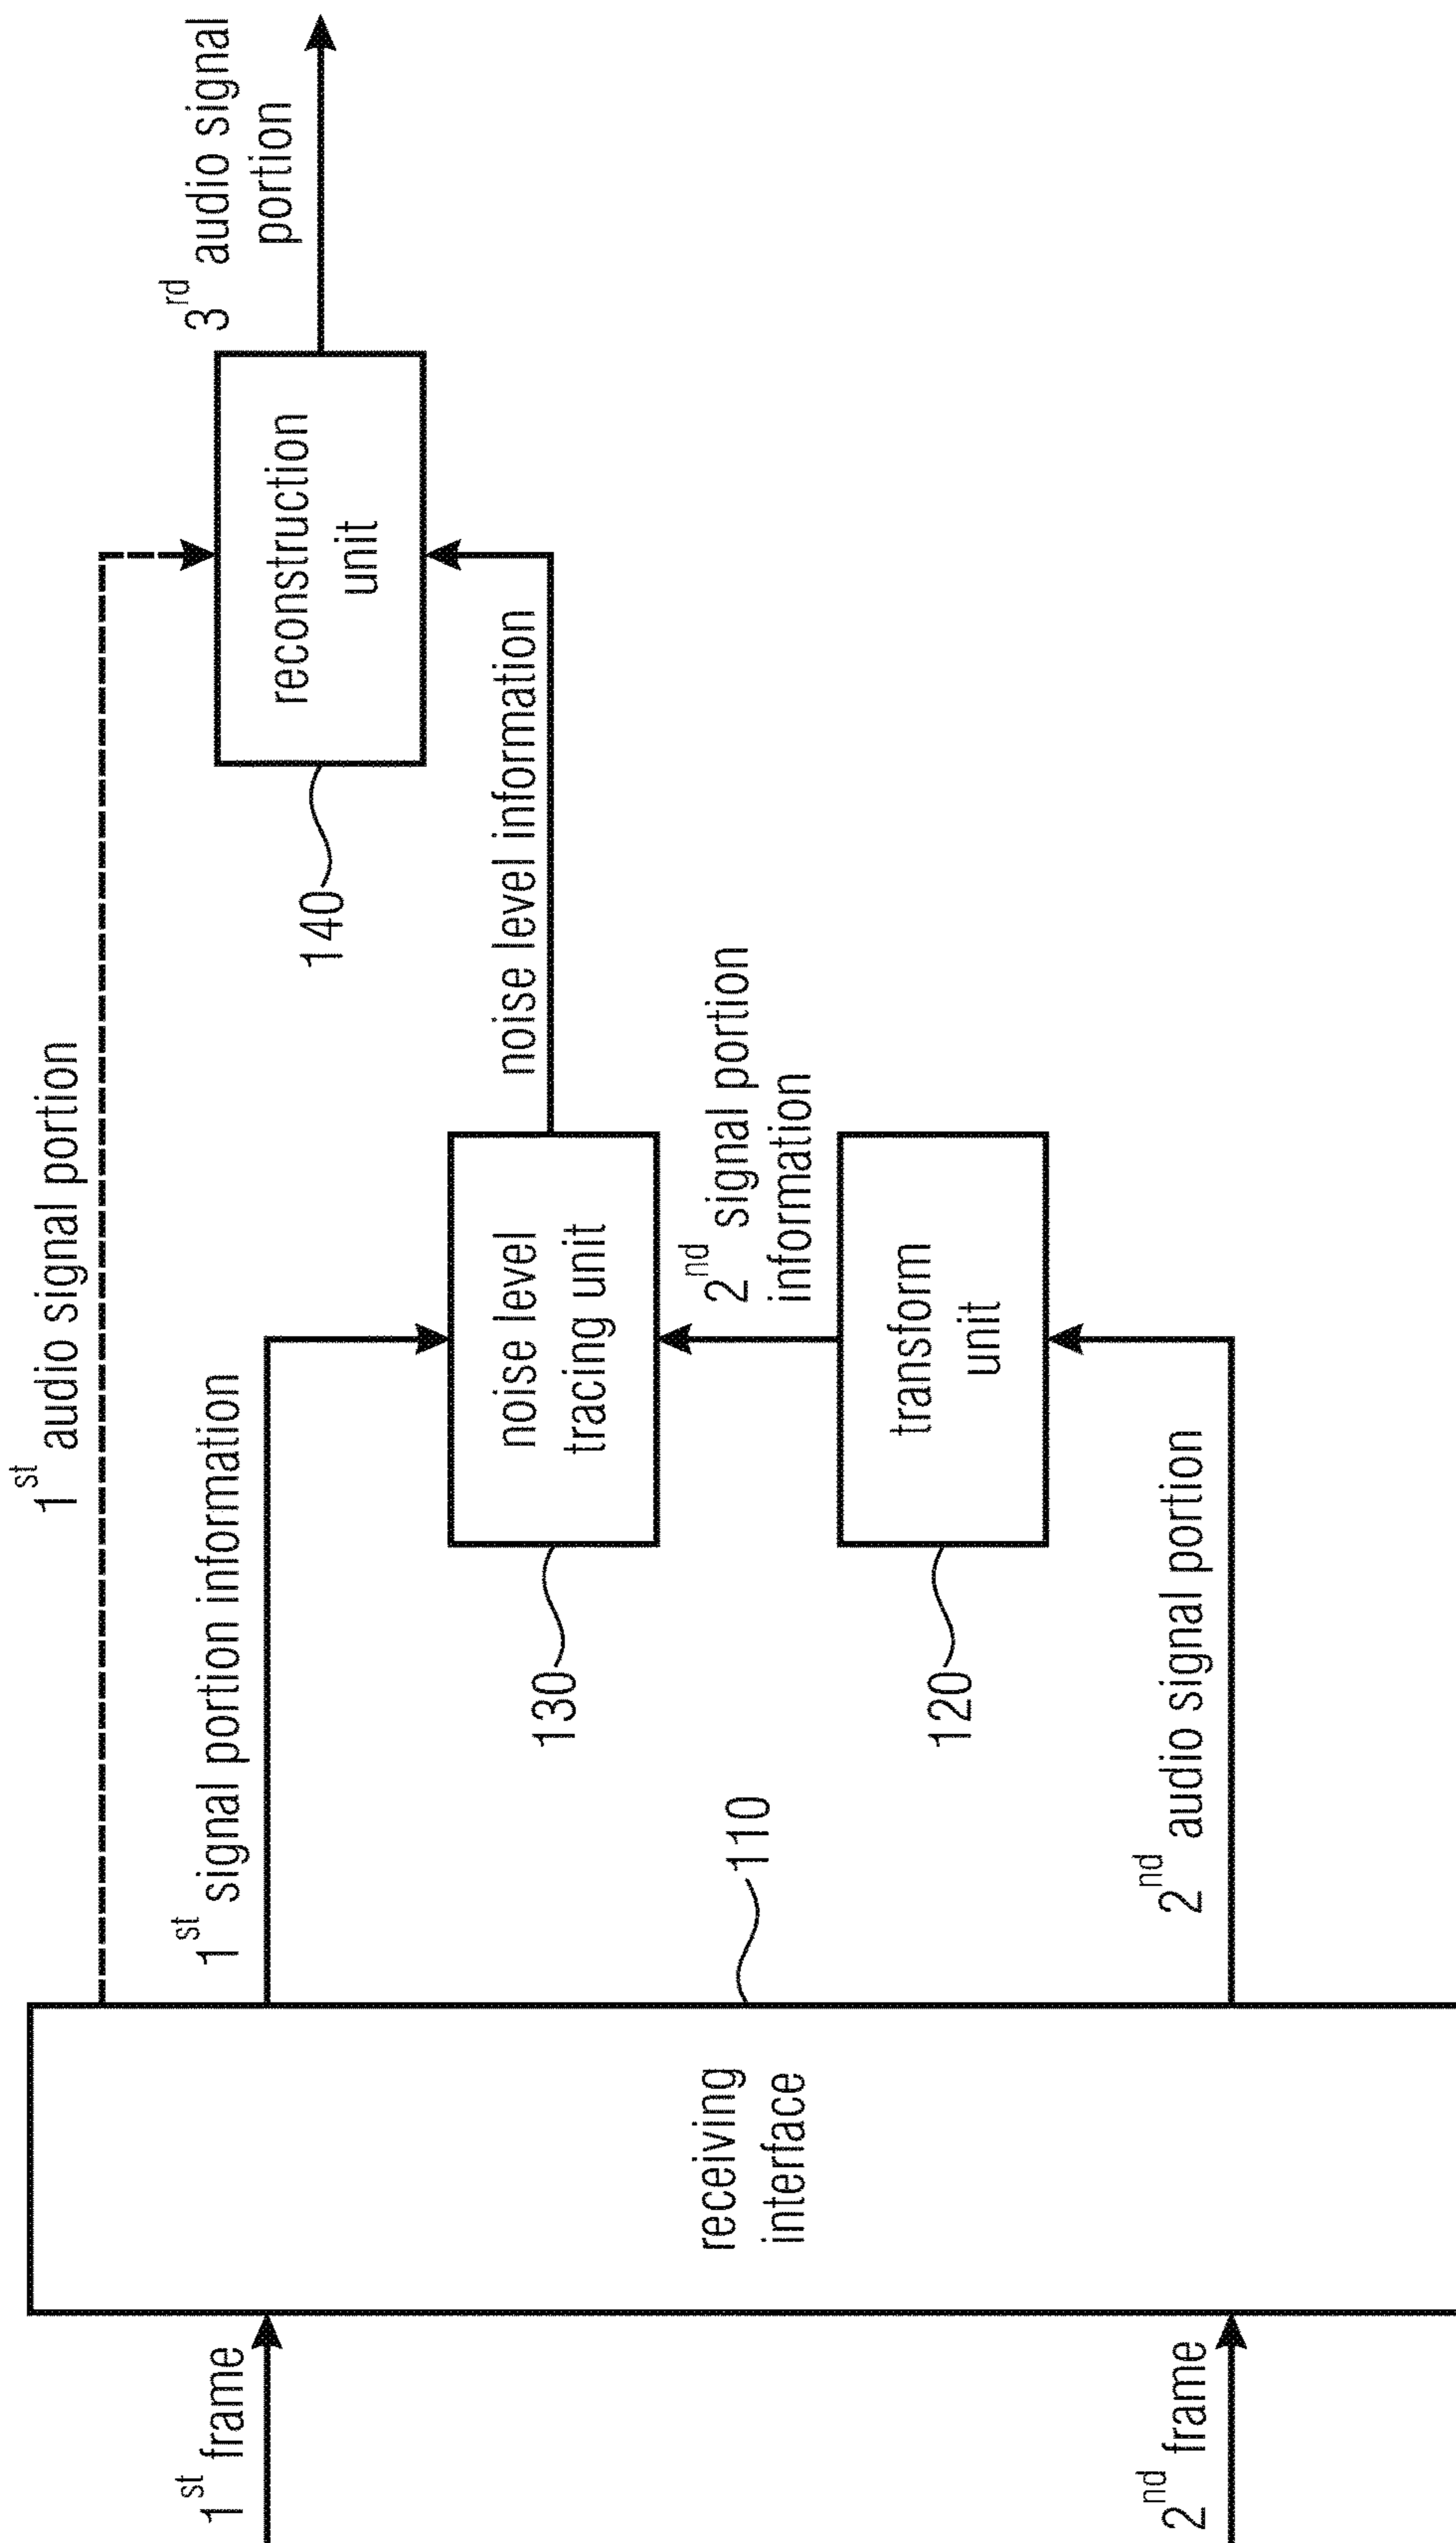 1st audio signal portion
3rd audio signal
portion
1st frame
1st signal portion information
reconstruction
unit
140
noise level information
noise level
tracing unit
130
2nd signal portion
information
receiving
interface
110
transform
unit
120
2nd frame
2nd audio signal portion